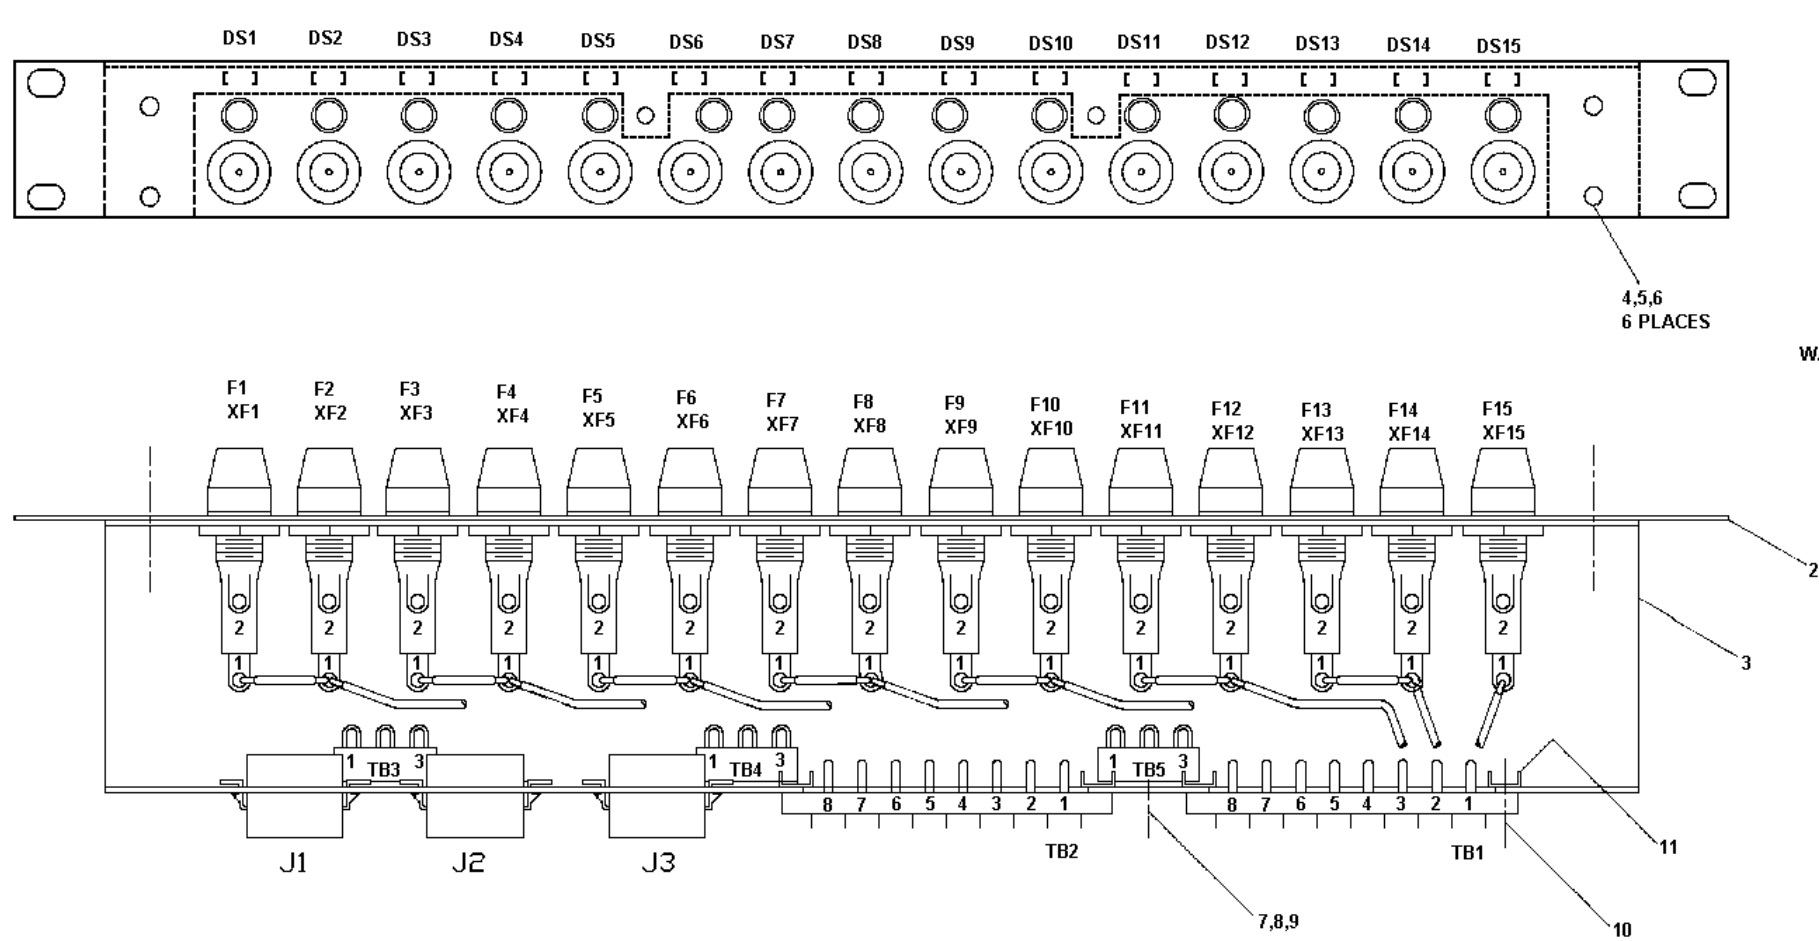 DS1 DS2 DS3 DS4 DS5 DS6 DS7 DS8 DS9 DS10 DS11 DS12 DS13 DS14 DS15
4,5,6
6 PLACES
W.
F1 F2 F3 F4 F5 F6 F7 F8 F9 F10 F11 F12 F13 F14 F15
XF1 XF2 XF3 XF4 XF5 XF6 XF7 XF8 XF9 XF10 XF11 XF12 XF13 XF14 XF15
2
2 2 2 2 2 2 2 2 2 2 2 2 2 2 2
1 1 1 1 1 1 1 1 1 1 1 1 1 1 1
3
1 TB3 3 1 TB4 3 1 TB5 3
8 7 6 5 4 3 2 1 8 7 6 5 4 3 2 1
J1 J2 J3 TB2 TB1 11
7,8,9 10